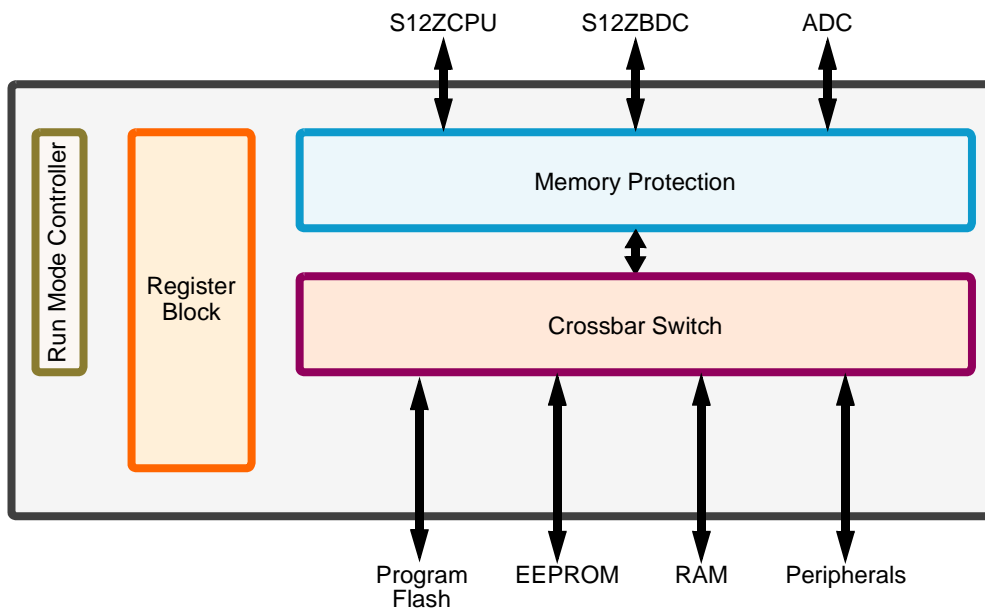 S12ZCPU
S12ZBDC
ADC
Run Mode Controller
Register
Block
Memory Protection
Crossbar Switch
Program
Flash
EEPROM
RAM
Peripherals